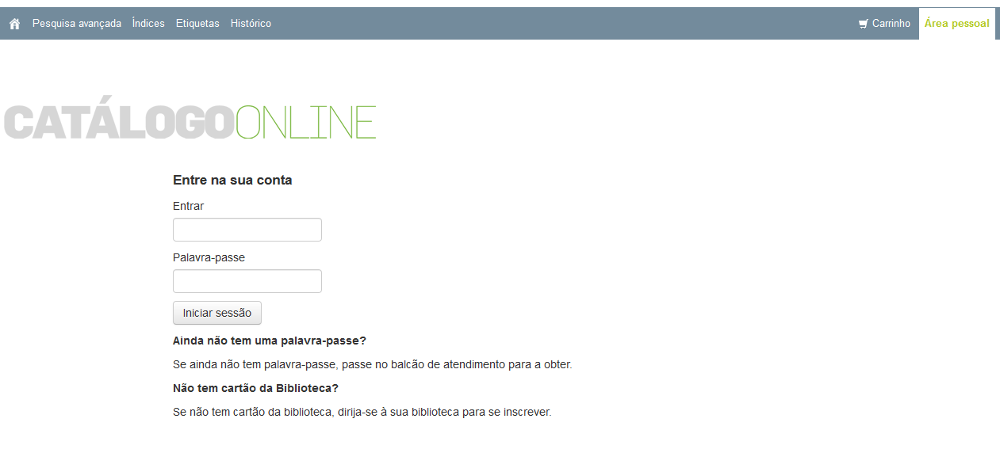 Pesquisa avançada Índices Etiquetas Histórico Carrinho Área pessoal
CATÁLOGOONLINE
Entre na sua conta
Entrar
Palavra-passe
Iniciar sessão
Ainda não tem uma palavra-passe?
Se ainda não tem palavra-passe, passe no balcão de atendimento para a obter.
Não tem cartão da Biblioteca?
Se não tem cartão da biblioteca, dirija-se à sua biblioteca para se inscrever.